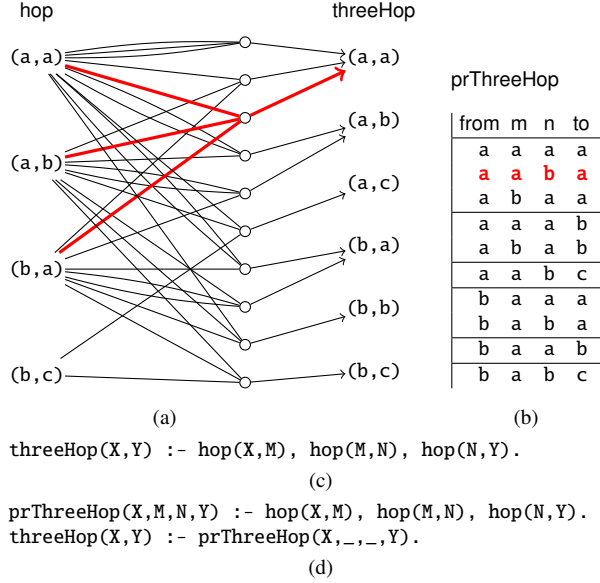 hop threeHop
(a,a) (a,a)
prThreeHop
(a,b) (a,b)
from m n to
a a a a
a a b a
a b a a
(a,c)
a a a b
a b a b
(b,a) (b,a)
a a b c
b a a a
b a b a
(b,b)
b a a b
(b,c) (b,c)
b a b c
(a) (b)
threeHop(X,Y) :- hop(X,M), hop(M,N), hop(N,Y).
(c)
prThreeHop(X,M,N,Y) :- hop(X,M), hop(M,N), hop(N,Y).
threeHop(X,Y) :- prThreeHop(X,_,_,Y).
(d)